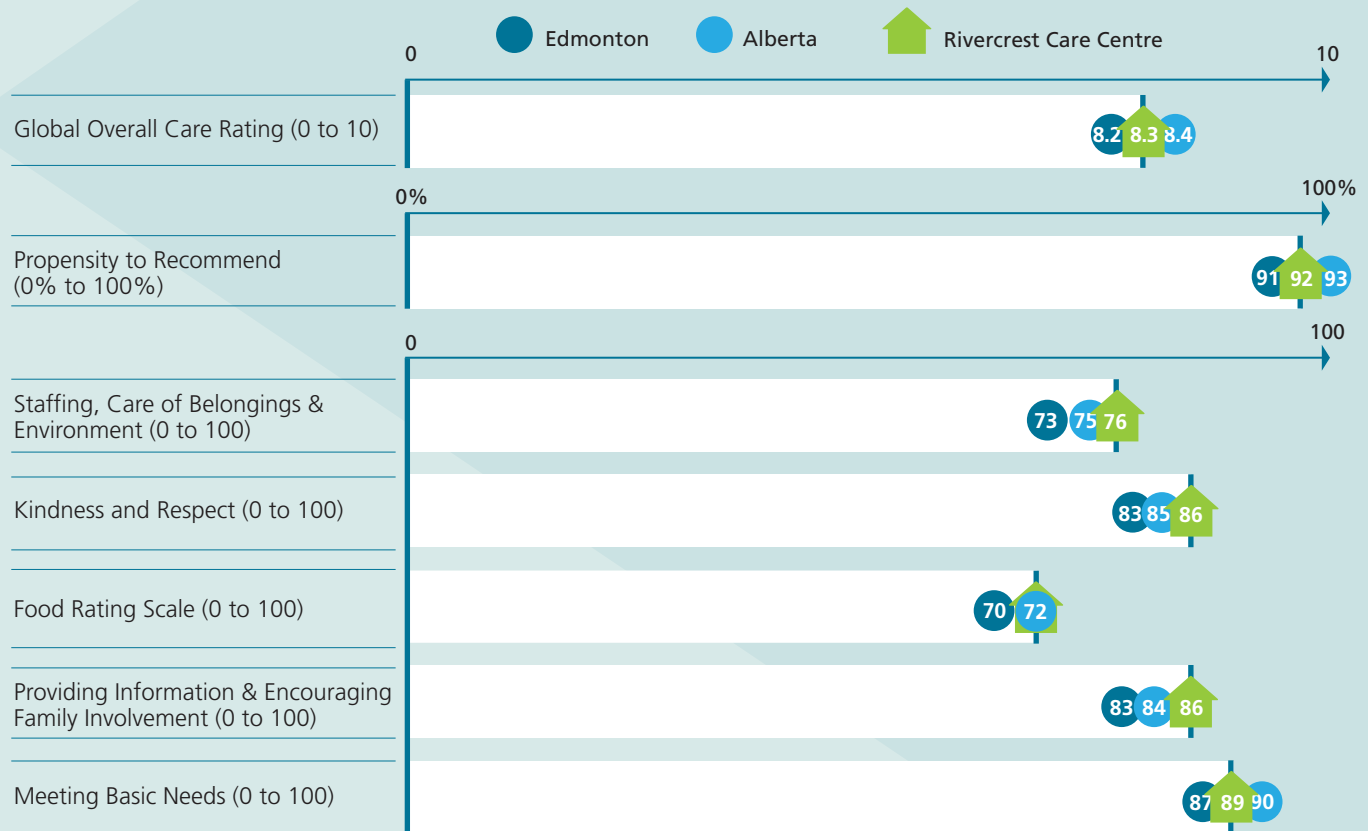 Edmonton
Alberta
Rivercrest Care Centre
0
10
Global Overall Care Rating (0 to 10)
8.2
8.3
8.4
0%
100%
Propensity to Recommend
(0% to 100%)
91
92
93
0
100
Staffing, Care of Belongings &
Environment (0 to 100)
73
75
76
Kindness and Respect (0 to 100)
83
85
86
Food Rating Scale (0 to 100)
70
72
Providing Information & Encouraging
Family Involvement (0 to 100)
83
84
86
Meeting Basic Needs (0 to 100)
87
89
90